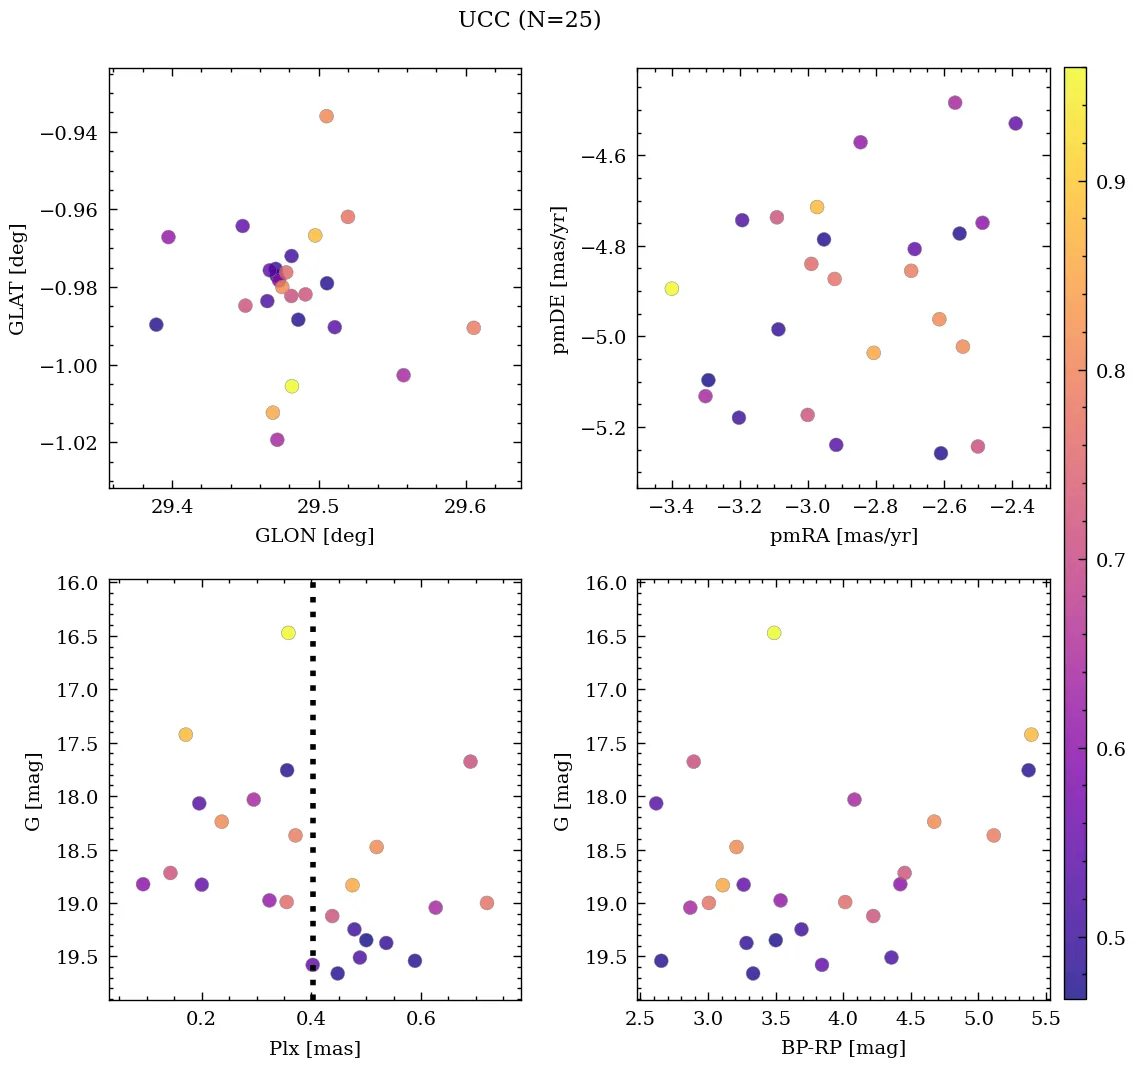 UCC (N=25)
−0.94
−0.96
−0.98
−1.00
−1.02
GLAT [deg]
29.4 29.5 29.6
GLON [deg]
−4.6
−4.8
−5.0
−5.2
pmDE [mas/yr]
−3.4 −3.2 −3.0 −2.8 −2.6 −2.4
pmRA [mas/yr]
0.9
0.8
0.7
0.6
0.5
16.0
16.5
17.0
17.5
18.0
18.5
19.0
19.5
G [mag]
0.2 0.4 0.6
Plx [mas]
16.0
16.5
17.0
17.5
18.0
18.5
19.0
19.5
G [mag]
2.5 3.0 3.5 4.0 4.5 5.0 5.5
BP-RP [mag]